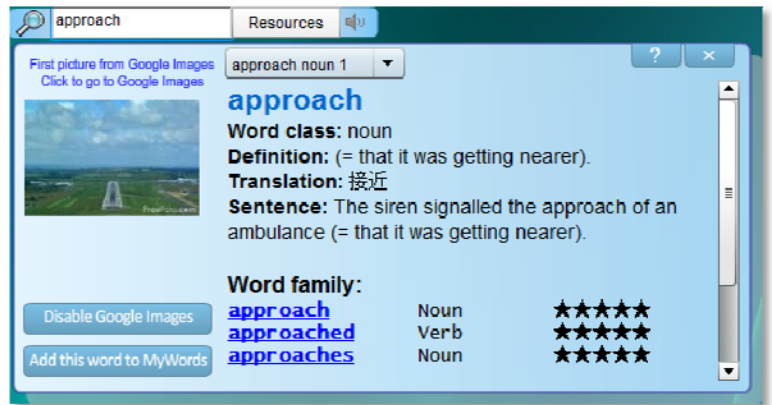 approach
Resources
First picture from Google Images
Click to go to Google Images
FreeFoto.com
Disable Google Images
Add this word to MyWords
approach noun 1
?
×
approach
Word class: noun
Definition: (= that it was getting nearer).
Translation: 接近
Sentence: The siren signalled the approach of an
ambulance (= that it was getting nearer).
Word family:
approach Noun ★★★★★
approached Verb ★★★★★
approaches Noun ★★★★★